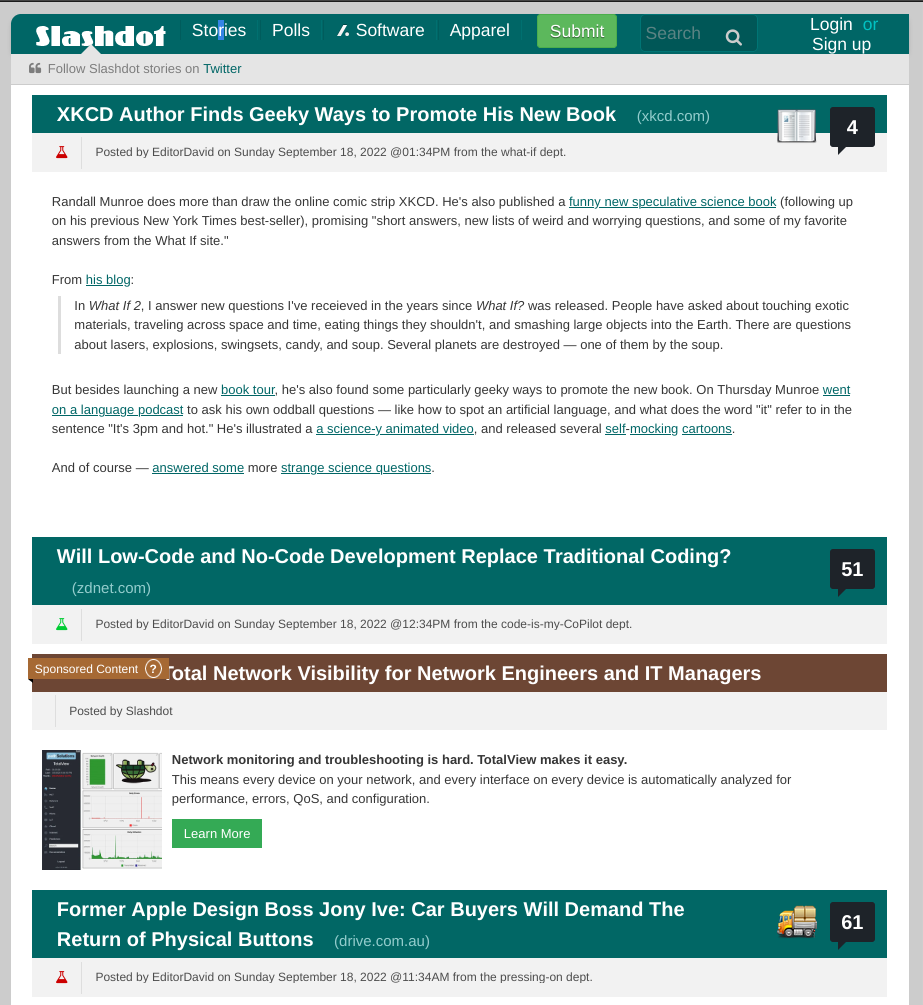 Slashdot Stories Polls Software Apparel Submit Search Login or
Sign up
Follow Slashdot stories on Twitter
XKCD Author Finds Geeky Ways to Promote His New Book (xkcd.com)
4
Posted by EditorDavid on Sunday September 18, 2022 @01:34PM from the what-if dept.
Randall Munroe does more than draw the online comic strip XKCD. He's also published a funny new speculative science book (following up
on his previous New York Times best-seller), promising "short answers, new lists of weird and worrying questions, and some of my favorite
answers from the What If site."
From his blog:
In What If 2, I answer new questions I've receieved in the years since What If? was released. People have asked about touching exotic
materials, traveling across space and time, eating things they shouldn't, and smashing large objects into the Earth. There are questions
about lasers, explosions, swingsets, candy, and soup. Several planets are destroyed — one of them by the soup.
But besides launching a new book tour, he's also found some particularly geeky ways to promote the new book. On Thursday Munroe went
on a language podcast to ask his own oddball questions — like how to spot an artificial language, and what does the word "it" refer to in the
sentence "It's 3pm and hot." He's illustrated a a science-y animated video, and released several self-mocking cartoons.
And of course — answered some more strange science questions.
Will Low-Code and No-Code Development Replace Traditional Coding?
51
(zdnet.com)
Posted by EditorDavid on Sunday September 18, 2022 @12:34PM from the code-is-my-CoPilot dept.
Sponsored Content ?
Total Network Visibility for Network Engineers and IT Managers
Posted by Slashdot
Network monitoring and troubleshooting is hard. TotalView makes it easy.
This means every device on your network, and every interface on every device is automatically analyzed for
performance, errors, QoS, and configuration.
Learn More
Former Apple Design Boss Jony Ive: Car Buyers Will Demand The
Return of Physical Buttons (drive.com.au)
61
Posted by EditorDavid on Sunday September 18, 2022 @11:34AM from the pressing-on dept.